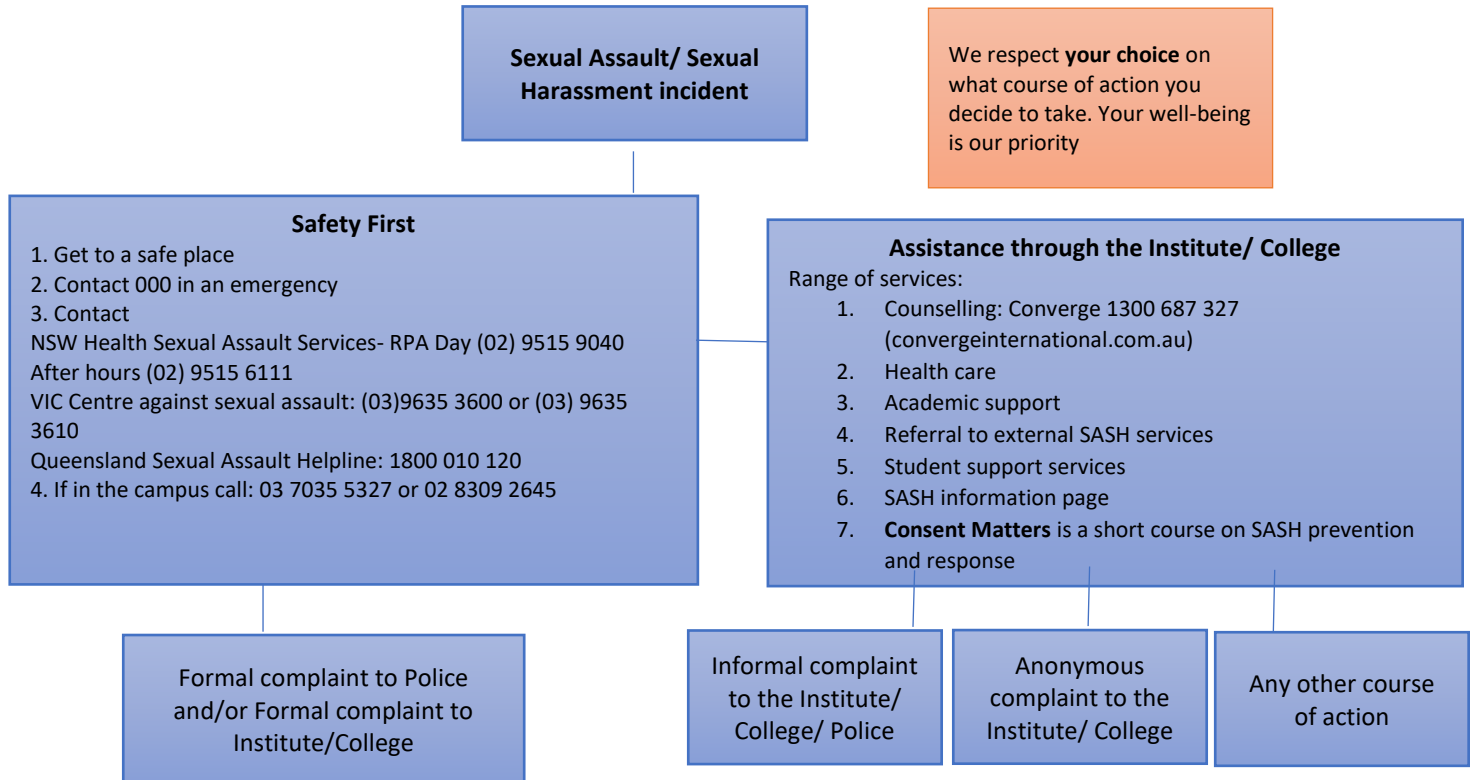 Sexual Assault/ Sexual
Harassment incident
We respect your choice on
what course of action you
decide to take. Your well-being
is our priority
Safety First
1. Get to a safe place
2. Contact 000 in an emergency
3. Contact
NSW Health Sexual Assault Services- RPA Day (02) 9515 9040
After hours (02) 9515 6111
VIC Centre against sexual assault: (03)9635 3600 or (03) 9635
3610
Queensland Sexual Assault Helpline: 1800 010 120
4. If in the campus call: 03 7035 5327 or 02 8309 2645
Assistance through the Institute/ College
Range of services:
1. Counselling: Converge 1300 687 327
(convergeinternational.com.au)
2. Health care
3. Academic support
4. Referral to external SASH services
5. Student support services
6. SASH information page
7. Consent Matters is a short course on SASH prevention
and response
Formal complaint to Police
and/or Formal complaint to
Institute/College
Informal complaint
to the Institute/
College/ Police
Anonymous
complaint to the
Institute/ College
Any other course
of action